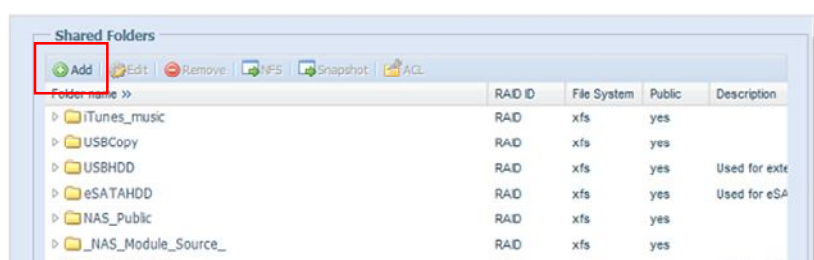 Shared Folders
Add Edit Remove NFS Snapshot ACL
Folder name » RAID ID File System Public Description
iTunes_music RAID xfs yes
USBCopy RAID xfs yes
USBHDD RAID xfs yes Used for exte
eSATAHDD RAID xfs yes Used for eSA
NAS_Public RAID xfs yes
_NAS_Module_Source_ RAID xfs yes